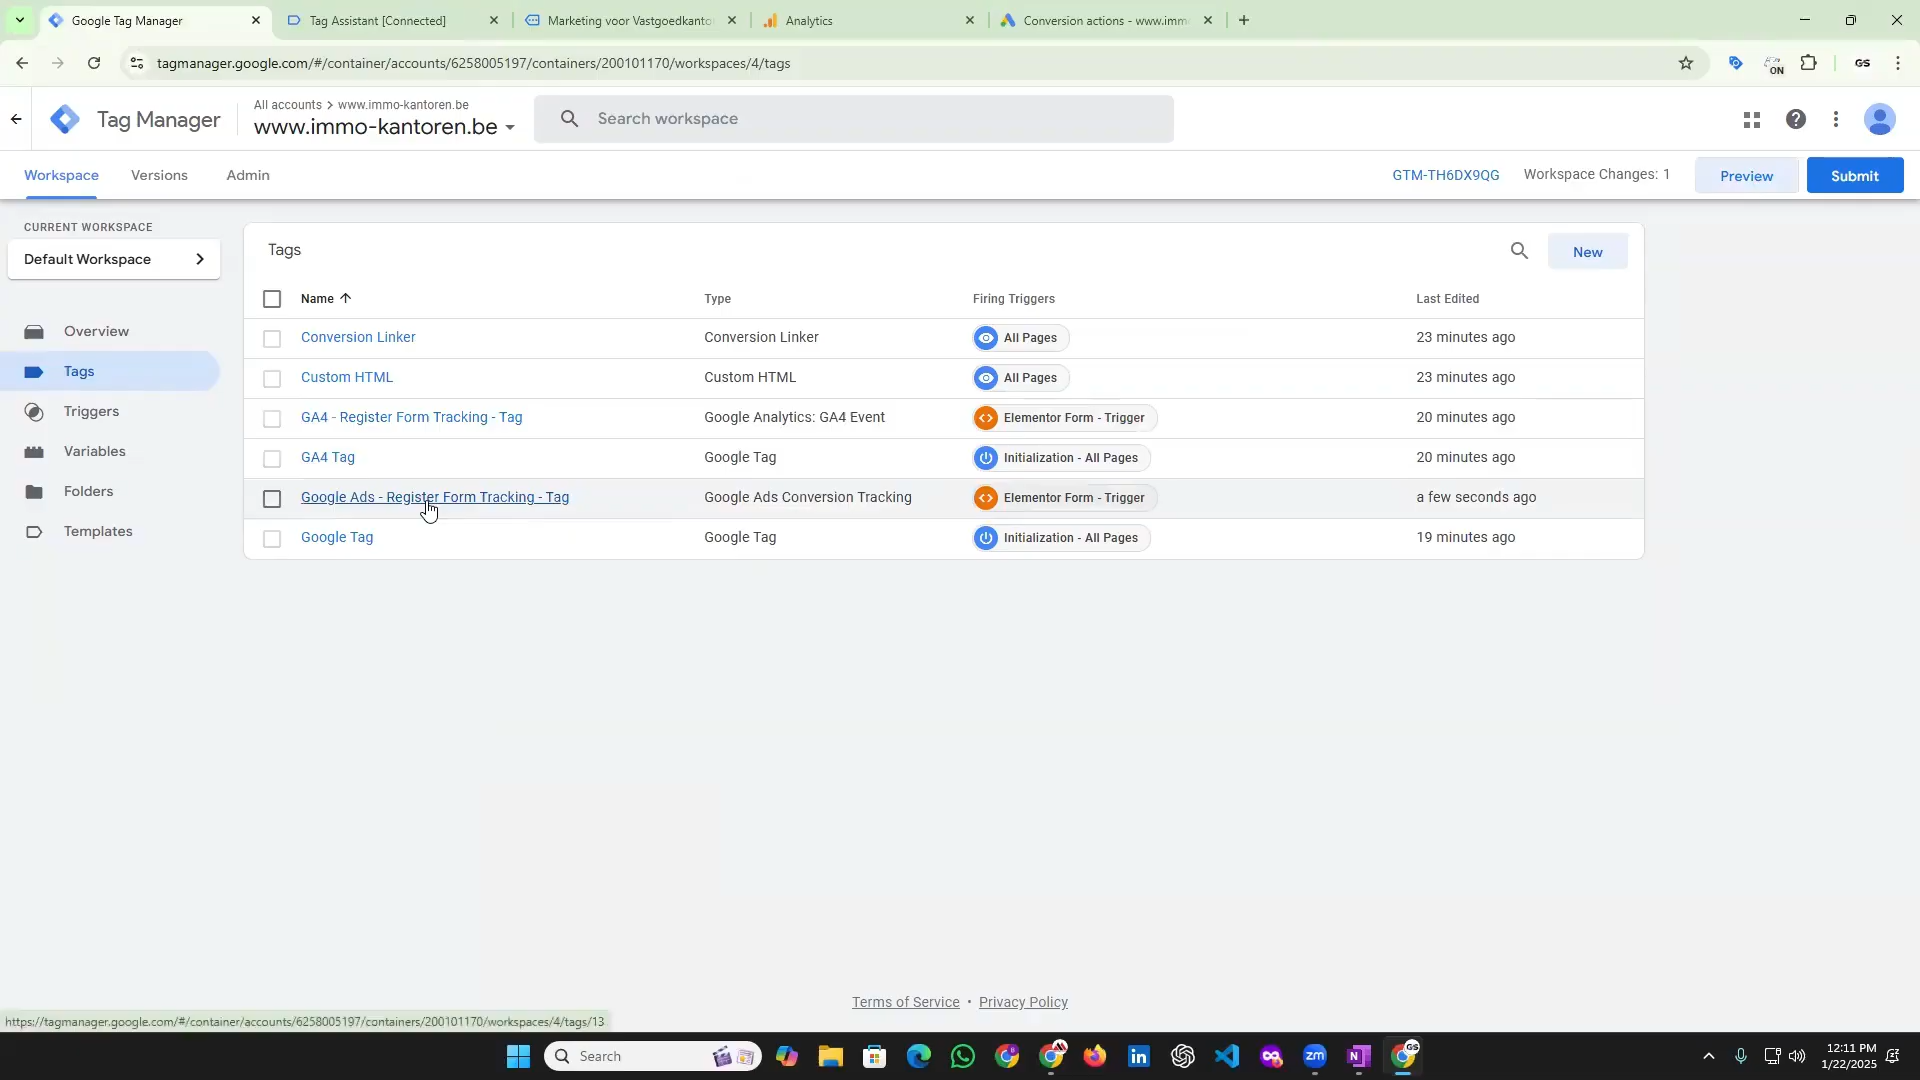 Google Tag Manager
Tag Assistant [Connected]
Marketing voor Vastgoedkanto
Analytics
Conversion actions - www.imm
tagmanager.google.com/#/container/accounts/6258005197/containers/200101170/workspaces/4/tags
ON
GS
Tag Manager
All accounts > www.immo-kantoren.be
www.immo-kantoren.be
Search workspace
Workspace
Versions
Admin
GTM-TH6DX9QG
Workspace Changes: 1
Preview
Submit
CURRENT WORKSPACE
Default Workspace
Overview
Tags
Triggers
Variables
Folders
Templates
Tags
New
Name
Type
Firing Triggers
Last Edited
Conversion Linker
Conversion Linker
All Pages
23 minutes ago
Custom HTML
Custom HTML
All Pages
23 minutes ago
GA4 - Register Form Tracking - Tag
Google Analytics: GA4 Event
Elementor Form - Trigger
20 minutes ago
GA4 Tag
Google Tag
Initialization - All Pages
20 minutes ago
Google Ads - Register Form Tracking - Tag
Google Ads Conversion Tracking
Elementor Form - Trigger
a few seconds ago
Google Tag
Google Tag
Initialization - All Pages
19 minutes ago
Terms of Service • Privacy Policy
https://tagmanager.google.com/#/container/accounts/6258005197/containers/200101170/workspaces/4/tags/13
Search
zm
N
GS
12:11 PM
1/22/2025